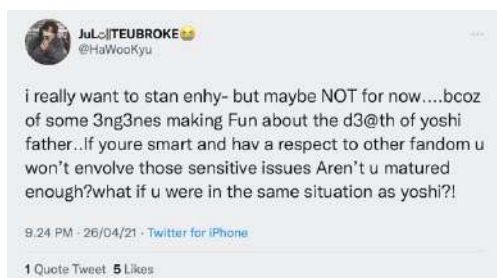 JuL🍒||TEUBROKE😭
@HaWooKyu
i really want to stan enhy- but maybe NOT for now....bcoz
of some 3ng3nes making Fun about the d3@th of yoshi
father..If youre smart and hav a respect to other fandom u
won't envolve those sensitive issues Aren't u matured
enough?what if u were in the same situation as yoshi?!
9.24 PM · 26/04/21 · Twitter for iPhone
1 Quote Tweet 5 Likes